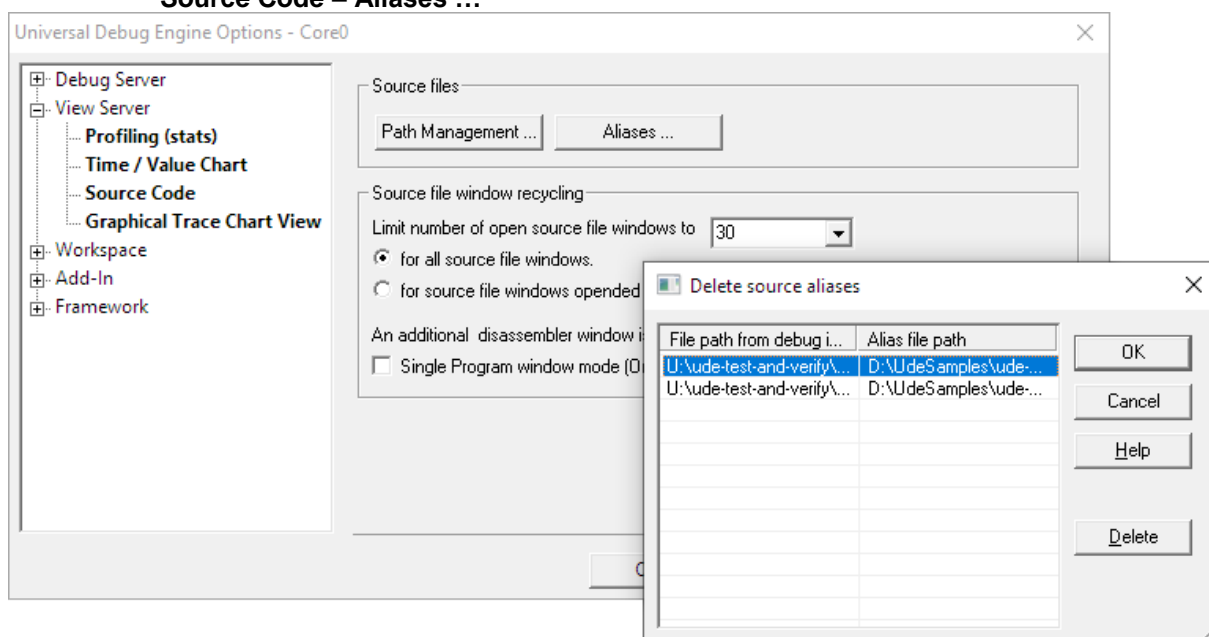 Source Code – Aliases …
Universal Debug Engine Options - Core0
Debug Server
View Server
Profiling (stats)
Time / Value Chart
Source Code
Graphical Trace Chart View
Workspace
Add-In
Framework
Source files
Path Management ... Aliases ...
Source file window recycling
Limit number of open source file windows to 30
for all source file windows.
for source file windows opended
An additional disassembler window i
Single Program window mode (O
Delete source aliases
File path from debug i... Alias file path
U:\ude-test-and-verify\... D:\UdeSamples\ude-...
U:\ude-test-and-verify\... D:\UdeSamples\ude-...
OK
Cancel
Help
Delete